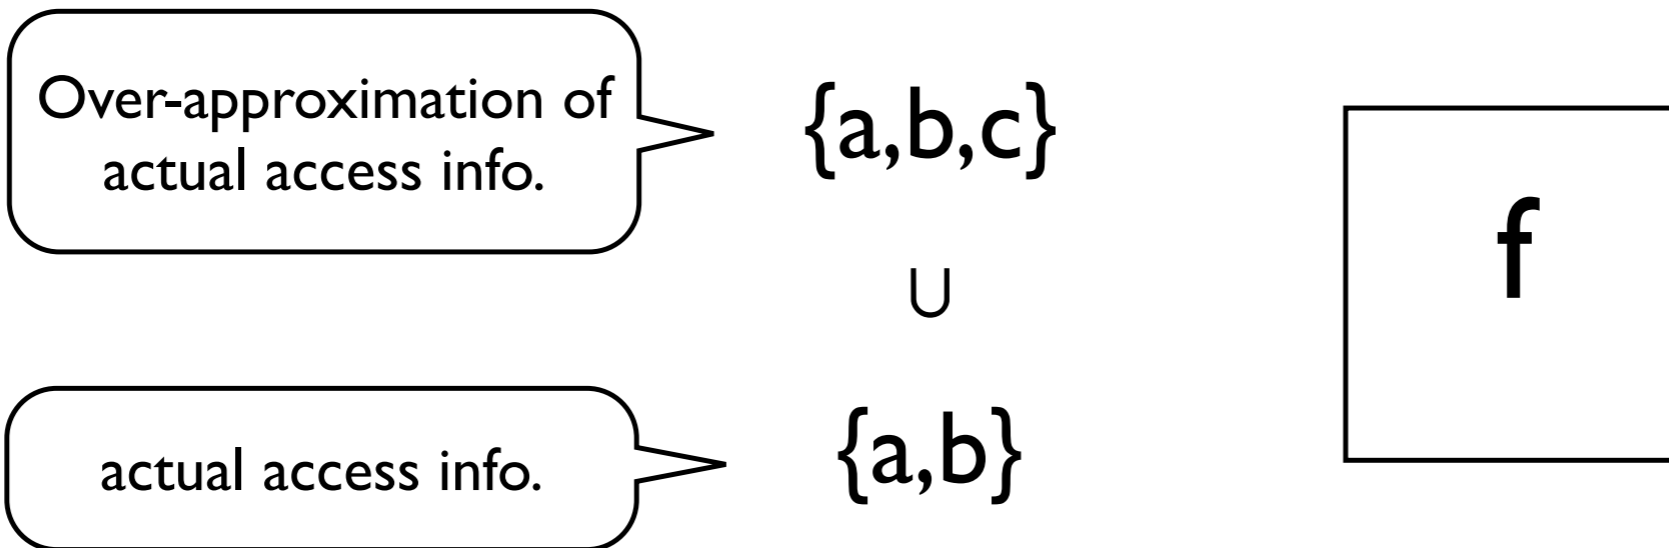 Over-approximation of
actual access info.
{a,b,c}
∪
{a,b}
actual access info.
f